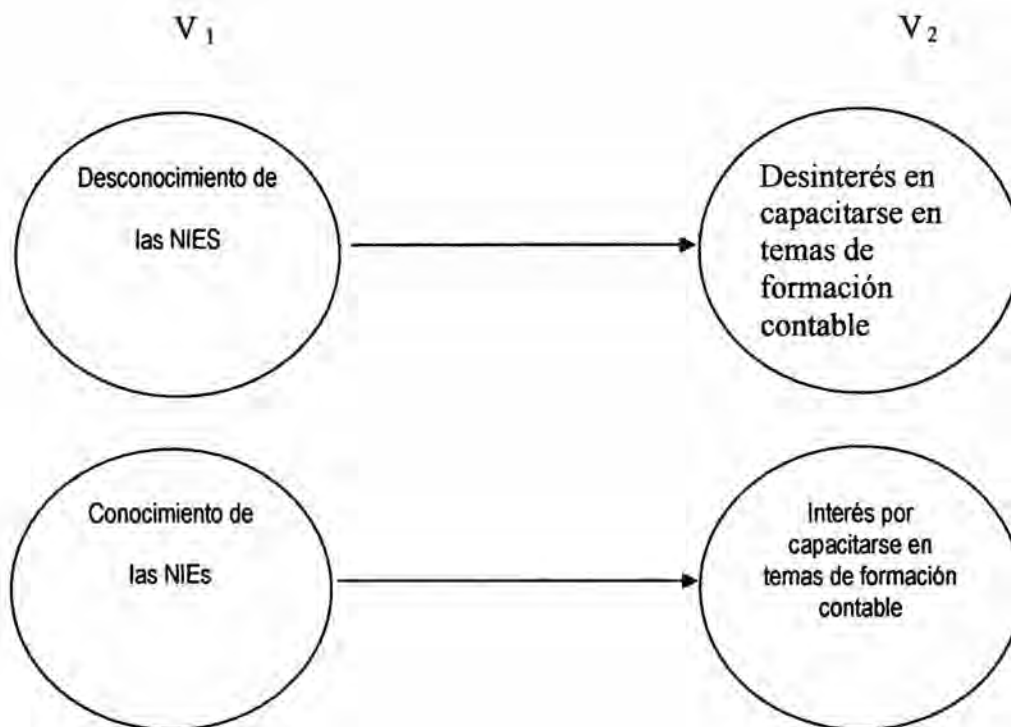 V 1
V 2
Desconocimiento de
las NIES
Desinterés en
capacitarse en
temas de
formación
contable
Conocimiento de
las NIEs
Interés por
capacitarse en
temas de formación
contable